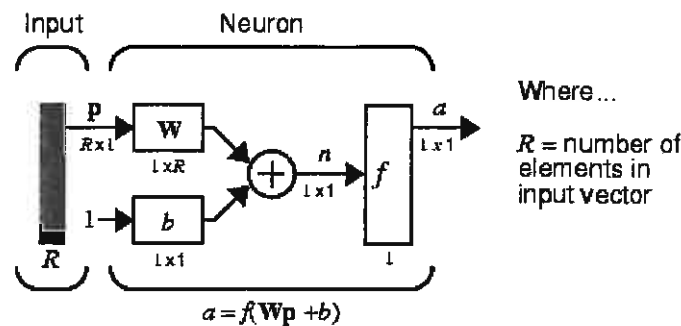 Input Neuron
Where...
R = number of
elements in
input vector
p
R x 1
W
1 x R
n
1 x 1
f
a
1 x 1
1
b
1 x 1
R
1
a = f(Wp + b)